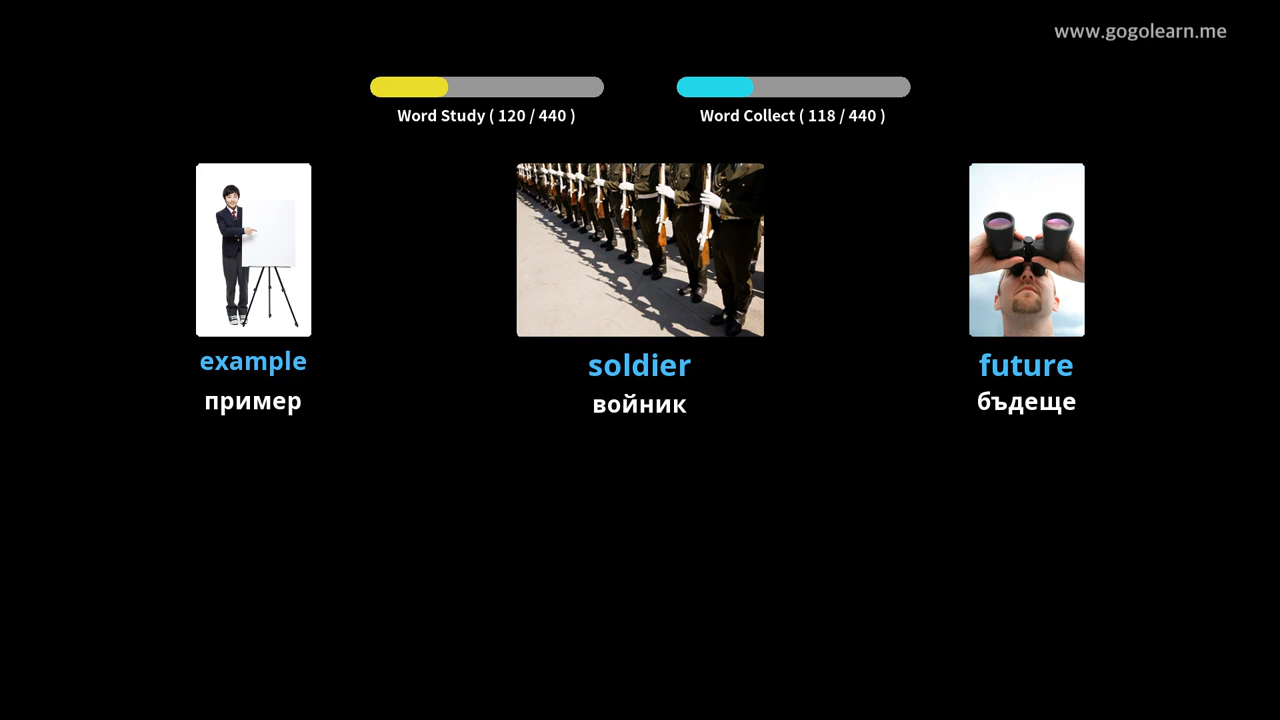 www.gogolearn.me
Word Study ( 120 / 440 )
Word Collect ( 118 / 440 )
example
soldier
future
пример
войник
бъдеще